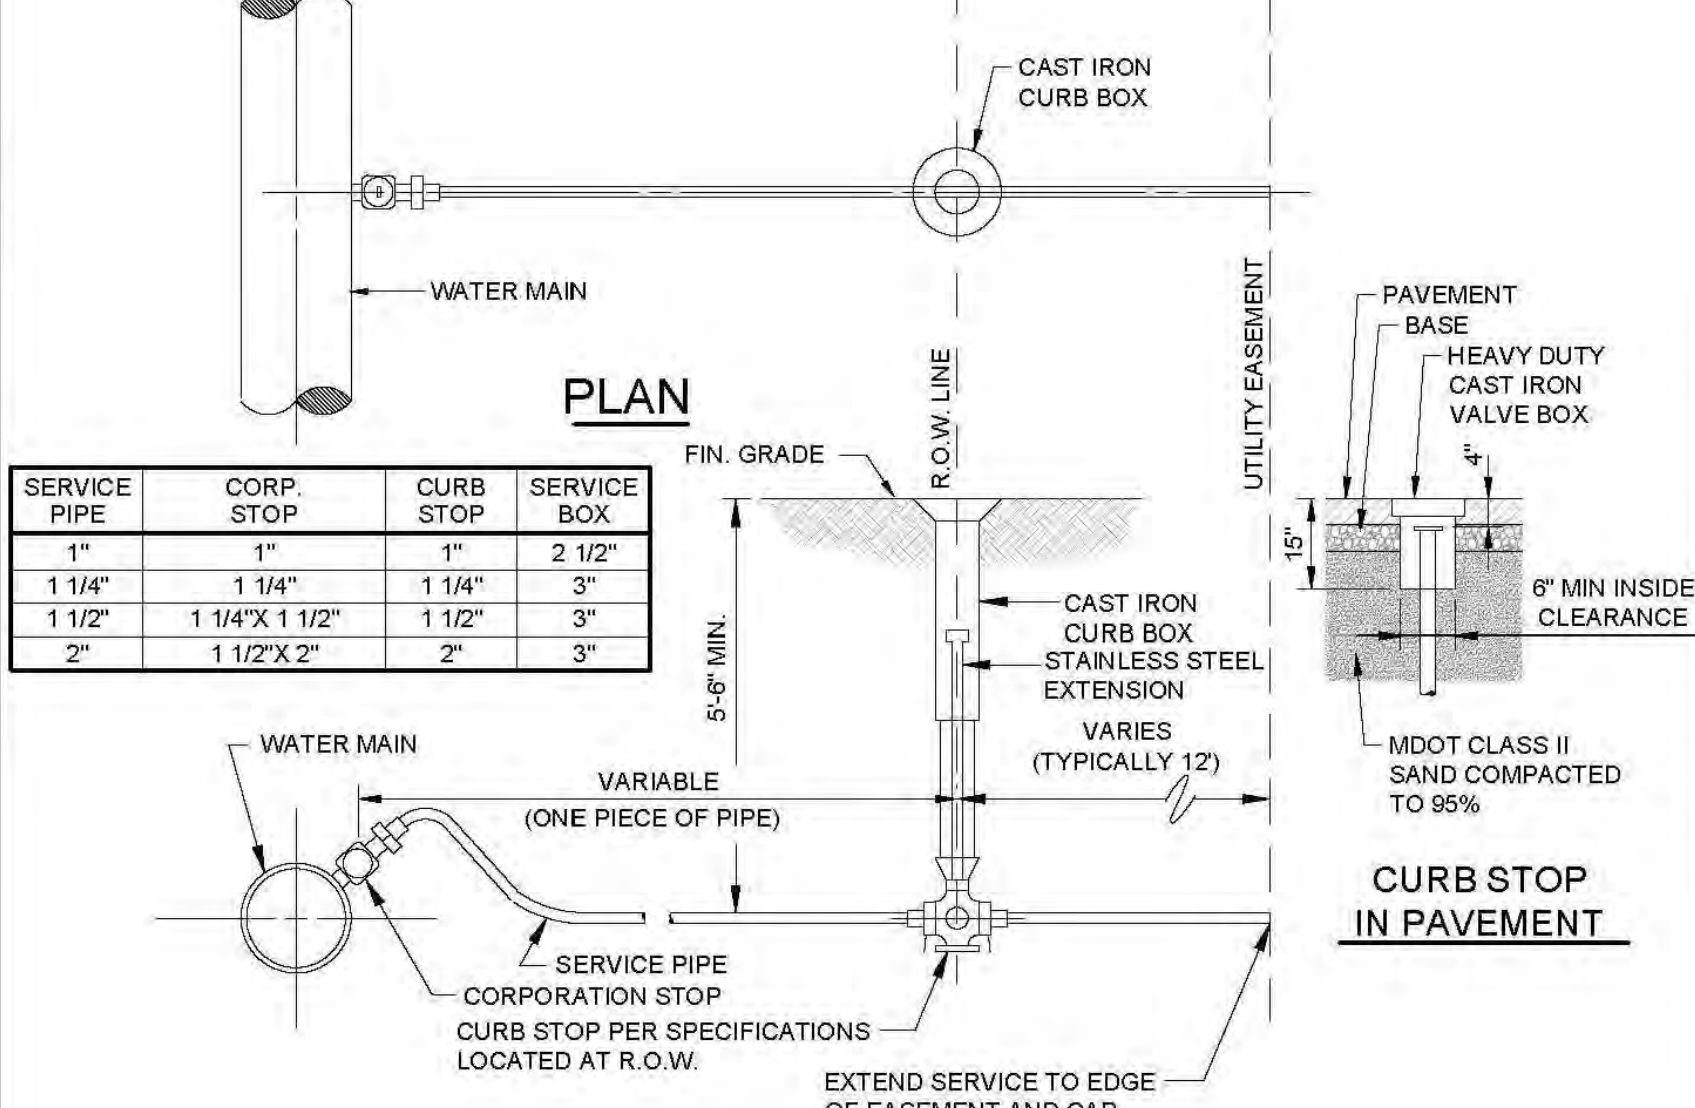 CAST IRON
CURB BOX
WATER MAIN
PLAN
R.O.W. LINE
UTILITY EASEMENT
PAVEMENT
BASE
HEAVY DUTY
CAST IRON
VALVE BOX
FIN. GRADE
4"
15"
6" MIN INSIDE
CLEARANCE
SERVICE PIPE CORP. STOP CURB STOP SERVICE BOX
1" 1" 1" 2 1/2"
1 1/4" 1 1/4" 1 1/4" 3"
1 1/2" 1 1/4"X 1 1/2" 1 1/2" 3"
2" 1 1/2"X 2" 2" 3"
5'-6" MIN.
CAST IRON
CURB BOX
STAINLESS STEEL
EXTENSION
VARIES
(TYPICALLY 12')
WATER MAIN
VARIABLE
(ONE PIECE OF PIPE)
MDOT CLASS II
SAND COMPACTED
TO 95%
CURB STOP
IN PAVEMENT
SERVICE PIPE
CORPORATION STOP
CURB STOP PER SPECIFICATIONS
LOCATED AT R.O.W.
EXTEND SERVICE TO EDGE
OF EASEMENT AND CAP